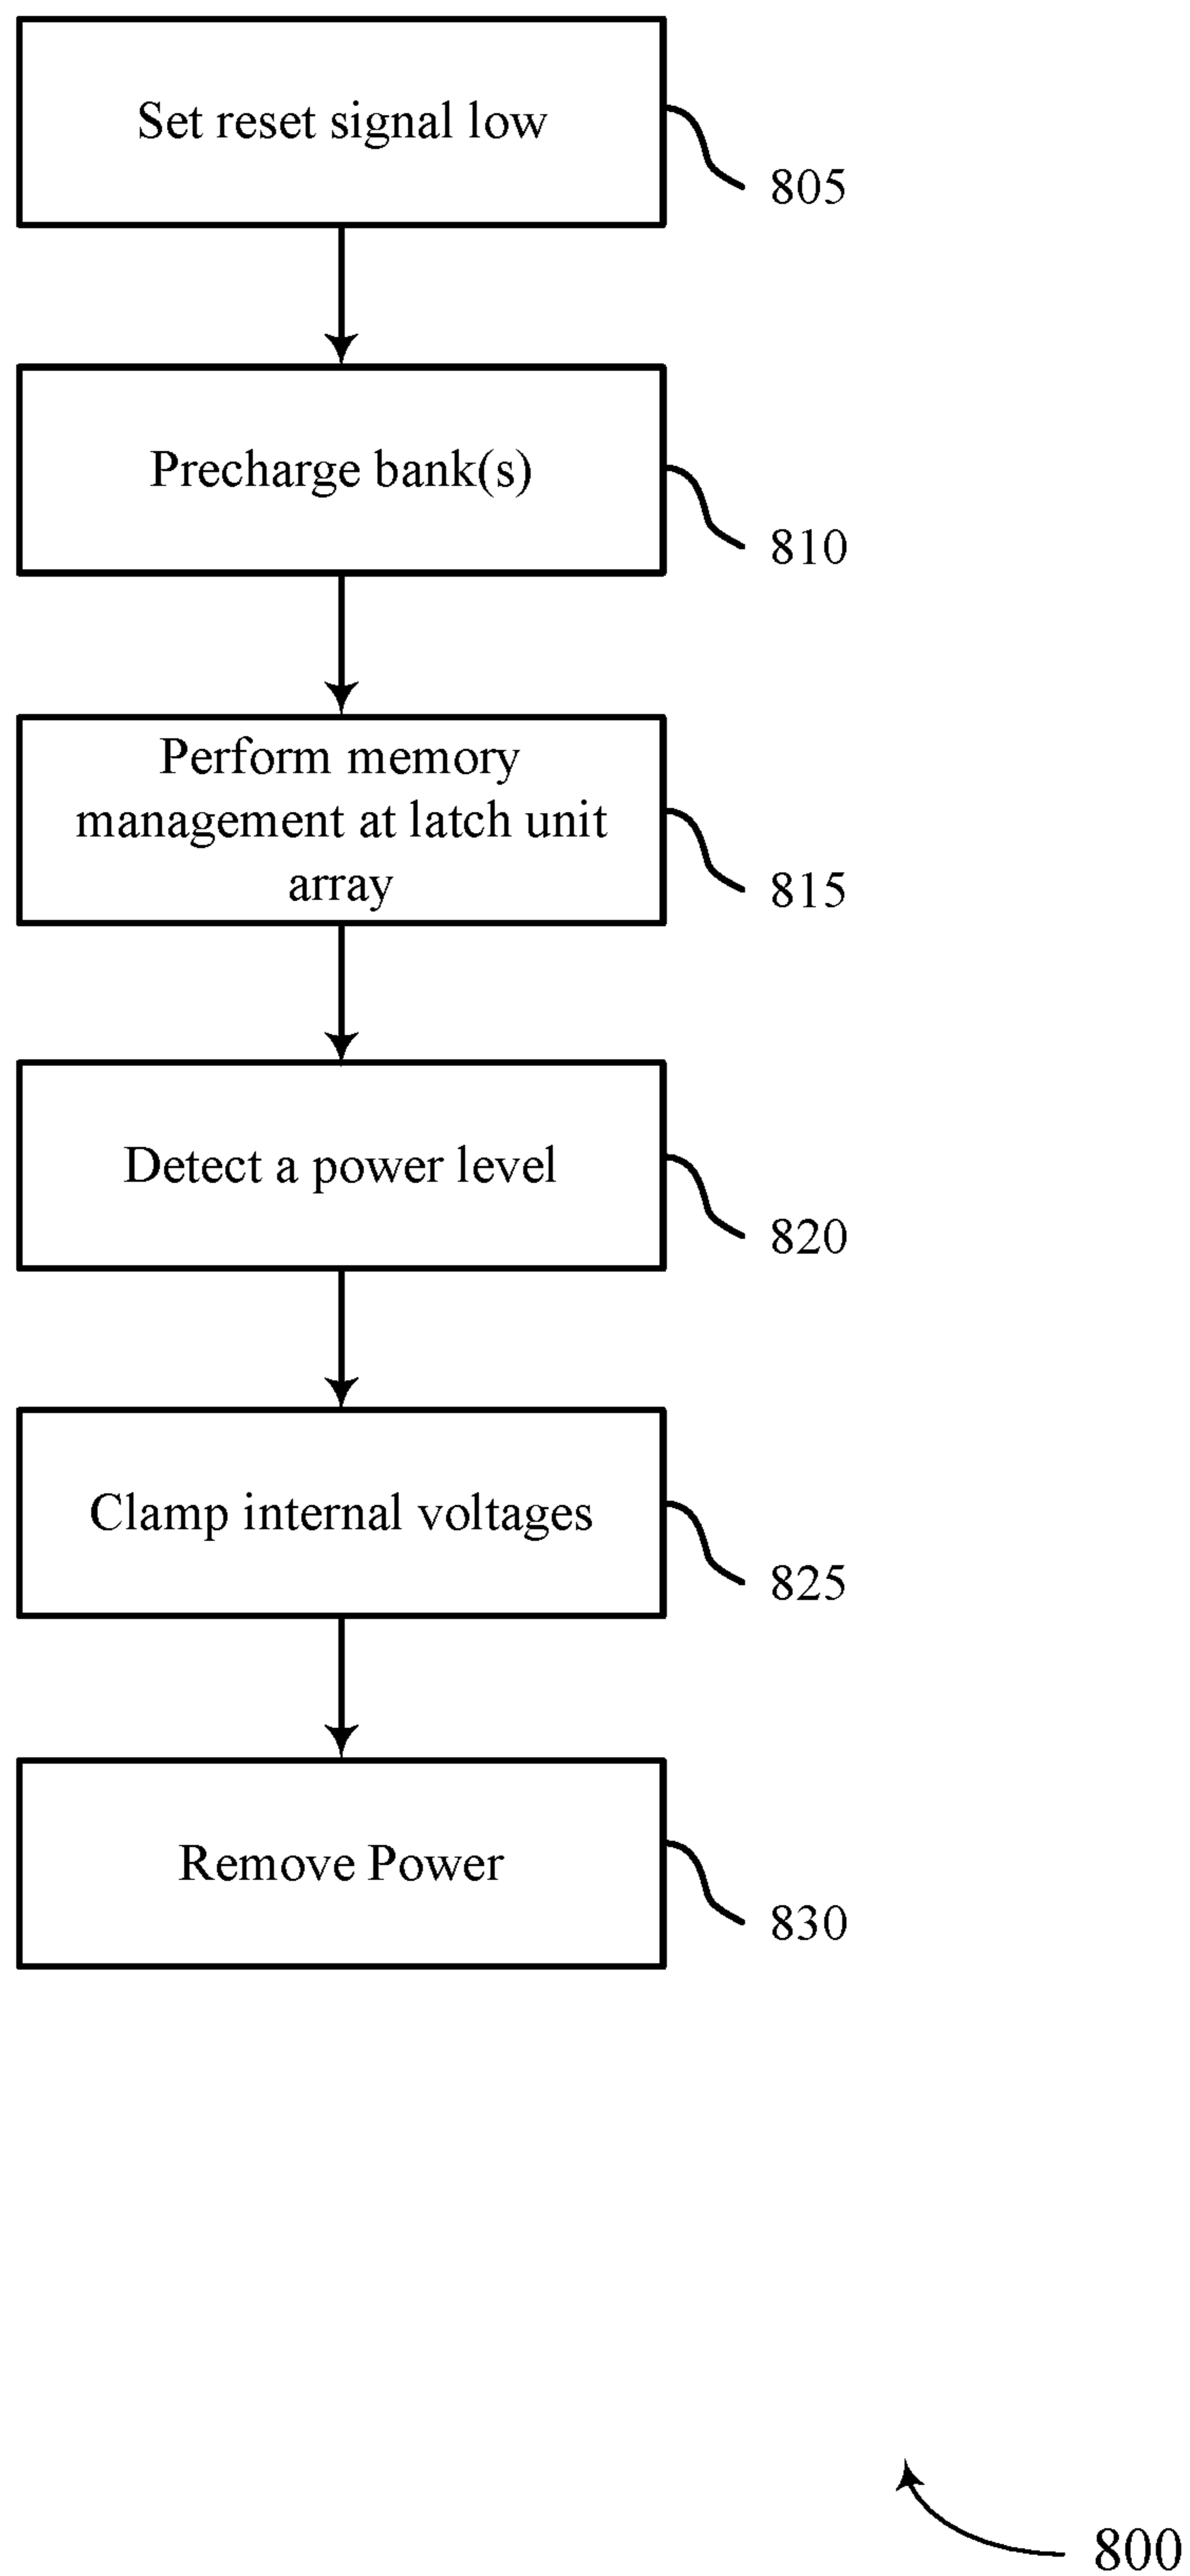 Set reset signal low
805
Precharge bank(s)
810
Perform memory
management at latch unit
array
815
Detect a power level
820
Clamp internal voltages
825
Remove Power
830
800